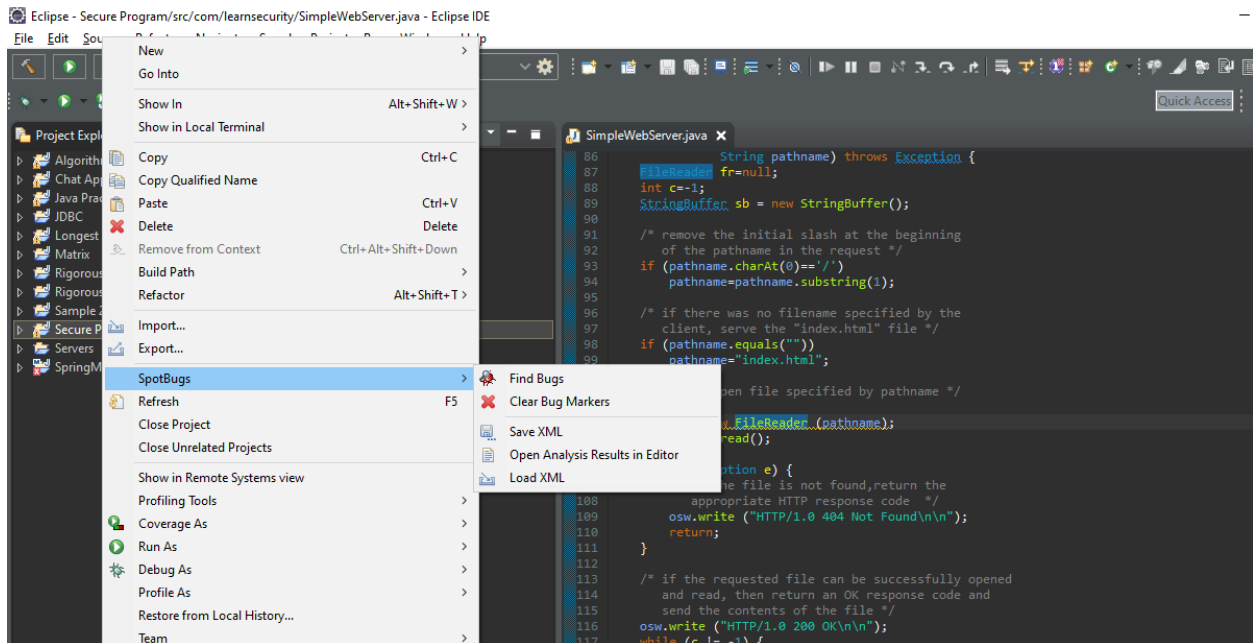 Eclipse - Secure Program/src/com/learnsecurity/SimpleWebServer.java - Eclipse IDE
File Edit
Quick Access
Project Expl
Algorith
Chat Ap
Java Prac
JDBC
Longest
Matrix
Rigorous
Rigorous
Sample 2
Secure P
Servers
SpringM
New
Go Into
Show In Alt+Shift+W
Show in Local Terminal
Copy Ctrl+C
Copy Qualified Name
Paste Ctrl+V
Delete Delete
Remove from Context Ctrl+Alt+Shift+Down
Build Path
Refactor Alt+Shift+T
Import...
Export...
SpotBugs
Refresh F5
Close Project
Close Unrelated Projects
Show in Remote Systems view
Profiling Tools
Coverage As
Run As
Debug As
Profile As
Restore from Local History...
Team
Find Bugs
Clear Bug Markers
Save XML
Open Analysis Results in Editor
Load XML
SimpleWebServer.java
86 String pathname) throws Exception {
87 FileReader fr=null;
88 int c=-1;
89 StringBuffer sb = new StringBuffer();
90
91 /* remove the initial slash at the beginning
92 of the pathname in the request */
93 if (pathname.charAt(0)=='/')
94 pathname=pathname.substring(1);
95
96 /* if there was no filename specified by the
97 client, serve the "index.html" file */
98 if (pathname.equals(""))
99 pathname="index.html";
pen file specified by pathname */
FileReader (pathname);
read();
ption e) {
he file is not found,return the
108 appropriate HTTP response code */
109 osw.write ("HTTP/1.0 404 Not Found\n\n");
110 return;
111 }
112
113 /* if the requested file can be successfully opened
114 and read, then return an OK response code and
115 send the contents of the file */
116 osw.write ("HTTP/1.0 200 OK\n\n");
117 while (c != -1) {